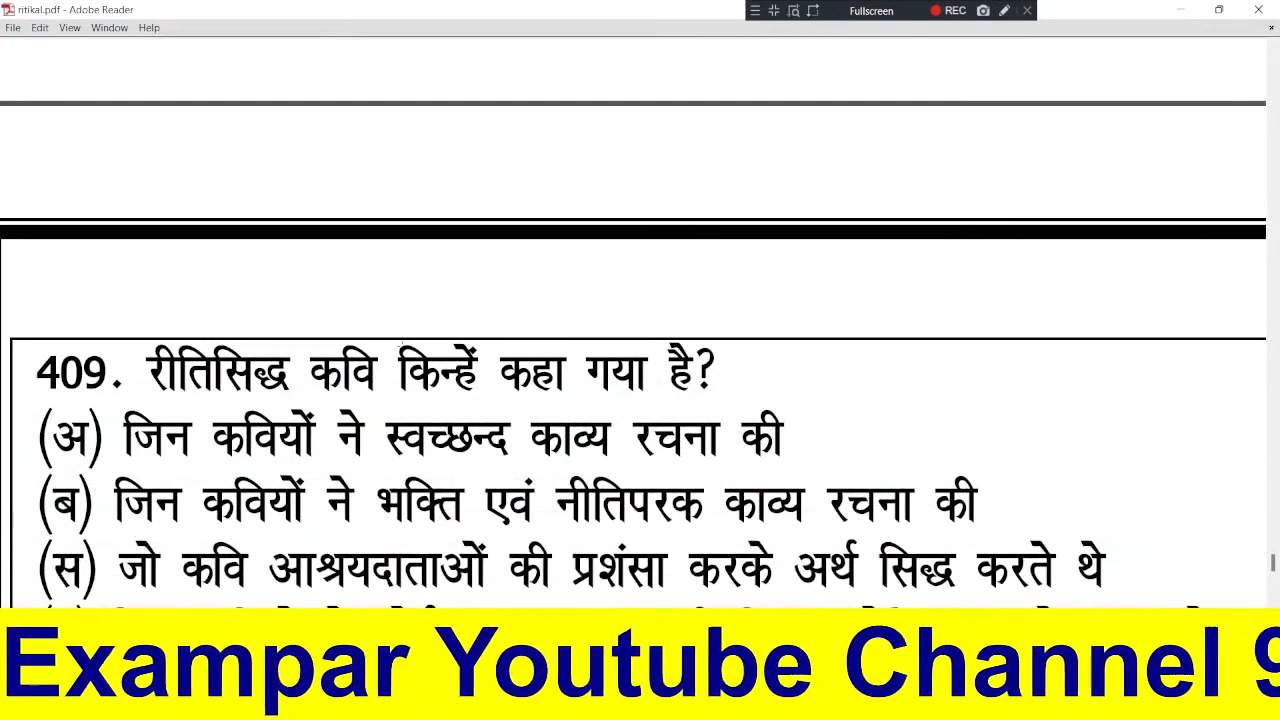 ritikal.pdf - Adobe Reader
Fullscreen REC
File Edit View Window Help
409. रीतिसिद्ध कवि किन्हें कहा गया है?
(अ) जिन कवियों ने स्वच्छन्द काव्य रचना की
(ब) जिन कवियों ने भक्ति एवं नीतिपरक काव्य रचना की
(स) जो कवि आश्रयदाताओं की प्रशंसा करके अर्थ सिद्ध करते थे
Exampar Youtube Channel 9